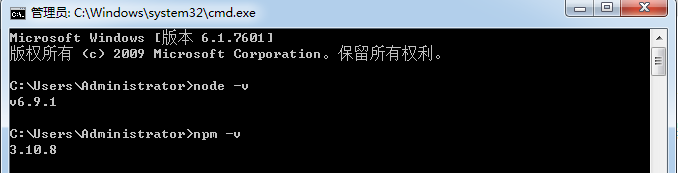 管理员: C:\Windows\system32\cmd.exe
Microsoft Windows [版本 6.1.7601]
版权所有 (c) 2009 Microsoft Corporation。保留所有权利。
C:\Users\Administrator>node -v
v6.9.1
C:\Users\Administrator>npm -v
3.10.8